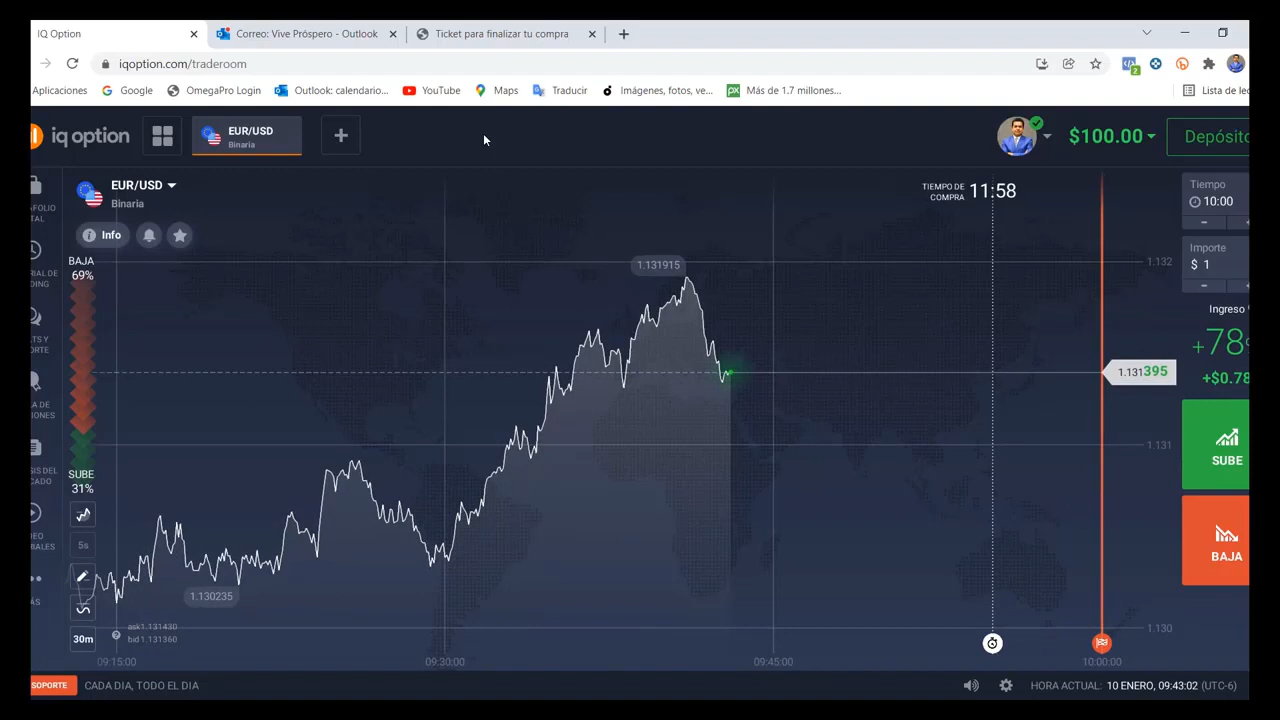 IQ Option
Correo: Vive Próspero - Outlook
Ticket para finalizar tu compra
iqoption.com/traderoom
2
Aplicaciones
Google
OmegaPro Login
Outlook: calendario...
YouTube
Maps
Traducir
Imágenes, fotos, ve...
px
Más de 1.7 millones...
Lista de lec
iq option
EUR/USD
Binaria
$100.00
Depósito
EUR/USD
Binaria
Info
TIEMPO DE
COMPRA
11:58
Tiempo
10:00
Importe
$ 1
Ingreso
+78%
+$0.78
SUBE
BAJA
BAJA
69%
SUBE
31%
5s
30m
1.131915
1.130235
ask1.131430
bid1.131360
1.132
1.131395
1.131
1.130
09:15:00
09:30:00
09:45:00
10:00:00
SOPORTE
CADA DIA, TODO EL DIA
HORA ACTUAL: 10 ENERO, 09:43:02 (UTC-6)